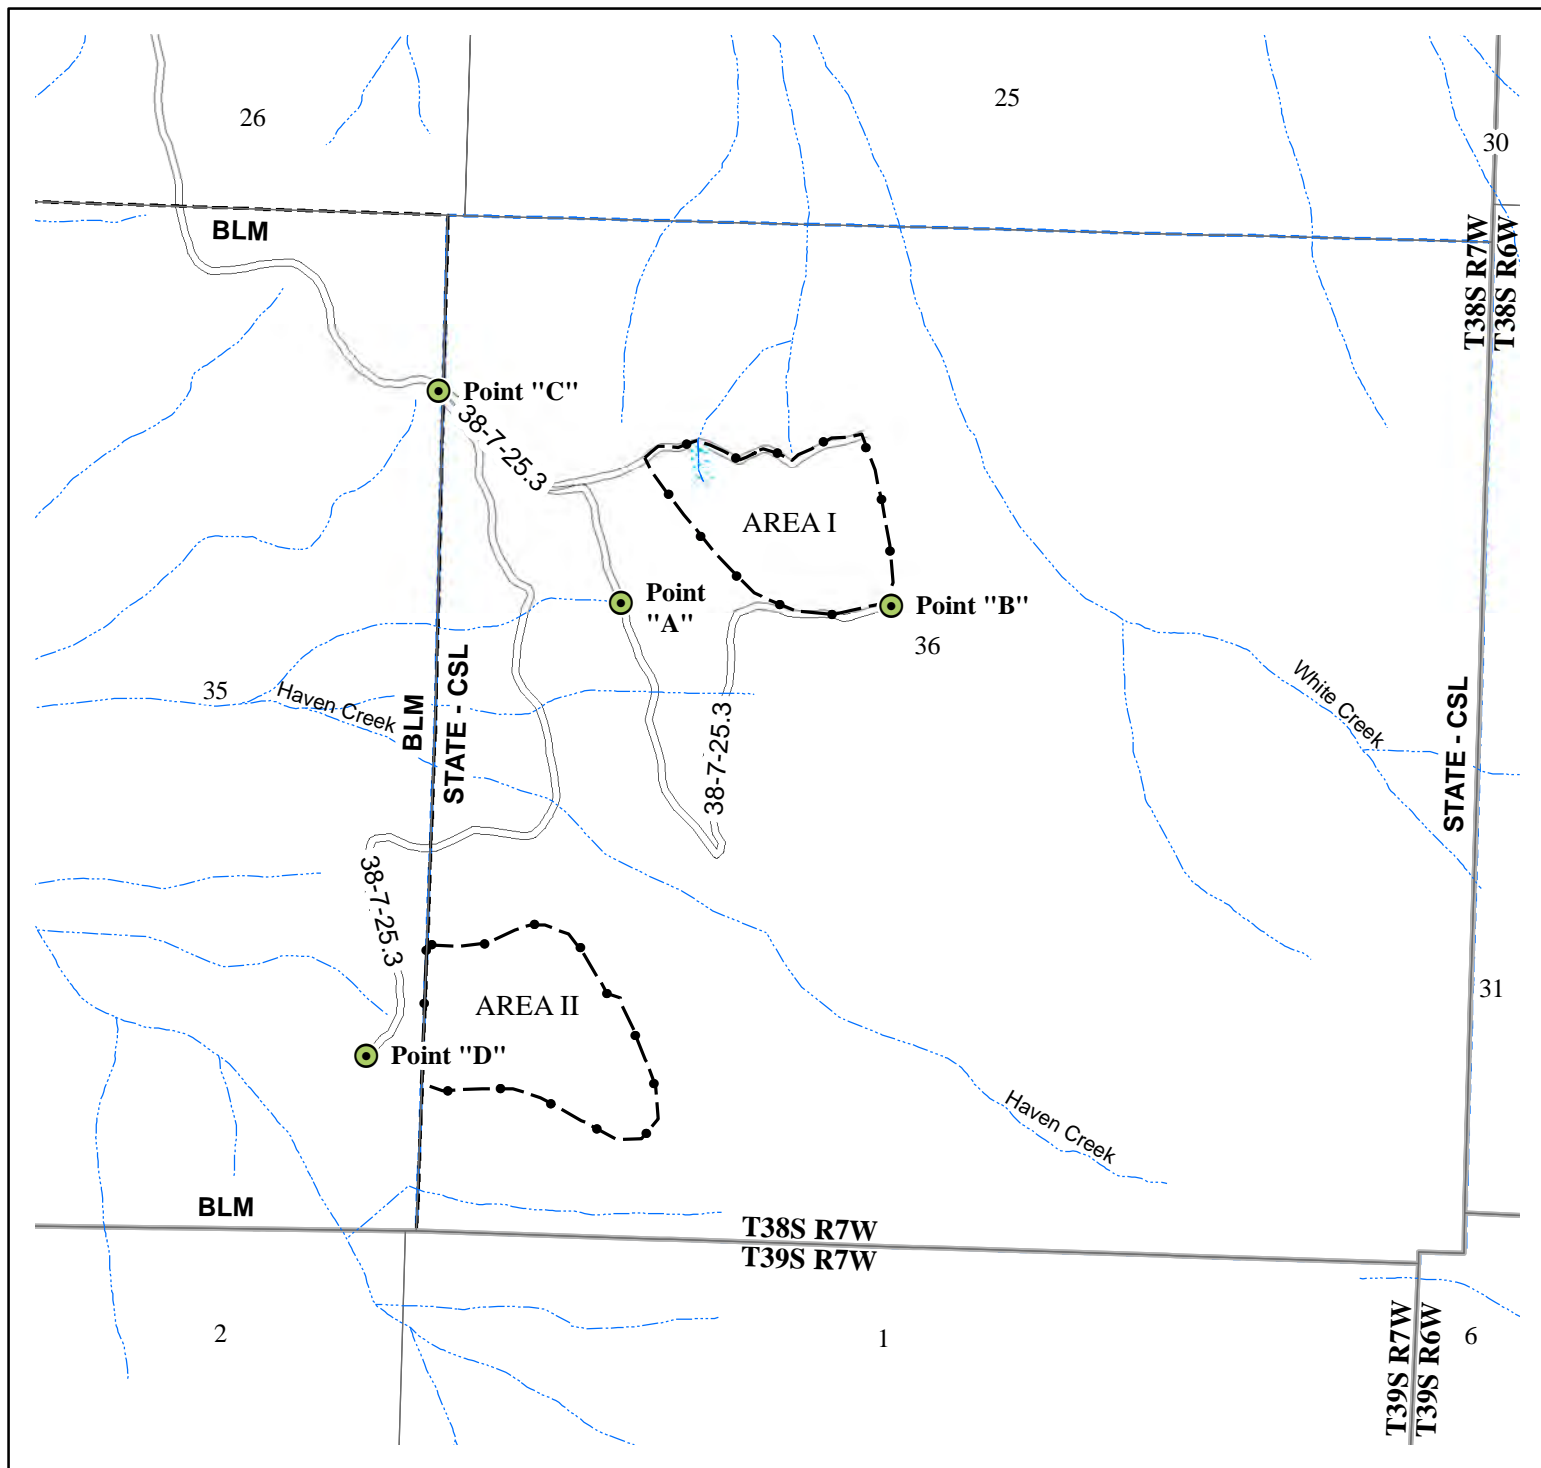 25
26
30
BLM
T38S R7W
T38S R6W
Point "C"
38-7-25.3
AREA I
Point
"A"
Point "B"
36
35
Haven Creek
BLM
STATE - CSL
White Creek
STATE - CSL
38-7-25.3
38-7-25.3
31
AREA II
Point "D"
Haven Creek
BLM
T38S R7W
T39S R7W
2
1
6
T39S R7W
T39S R6W